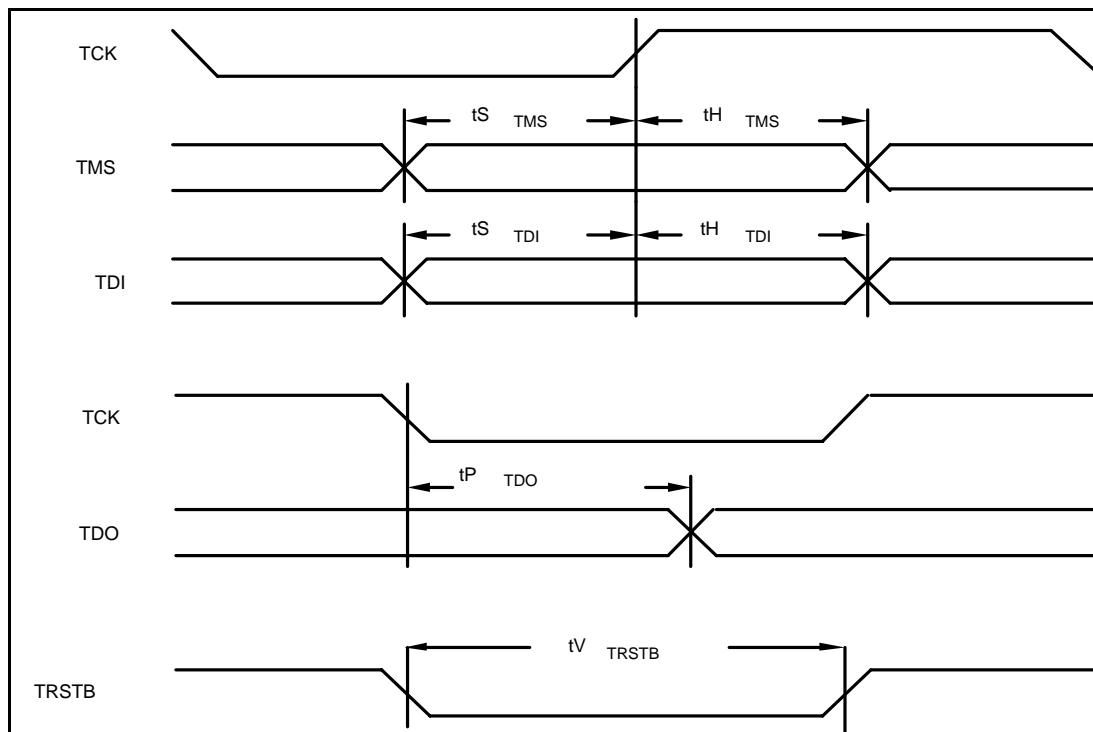 TCK
tS TMS tH TMS
TMS
tS TDI tH TDI
TDI
TCK
tP TDO
TDO
tV TRSTB
TRSTB